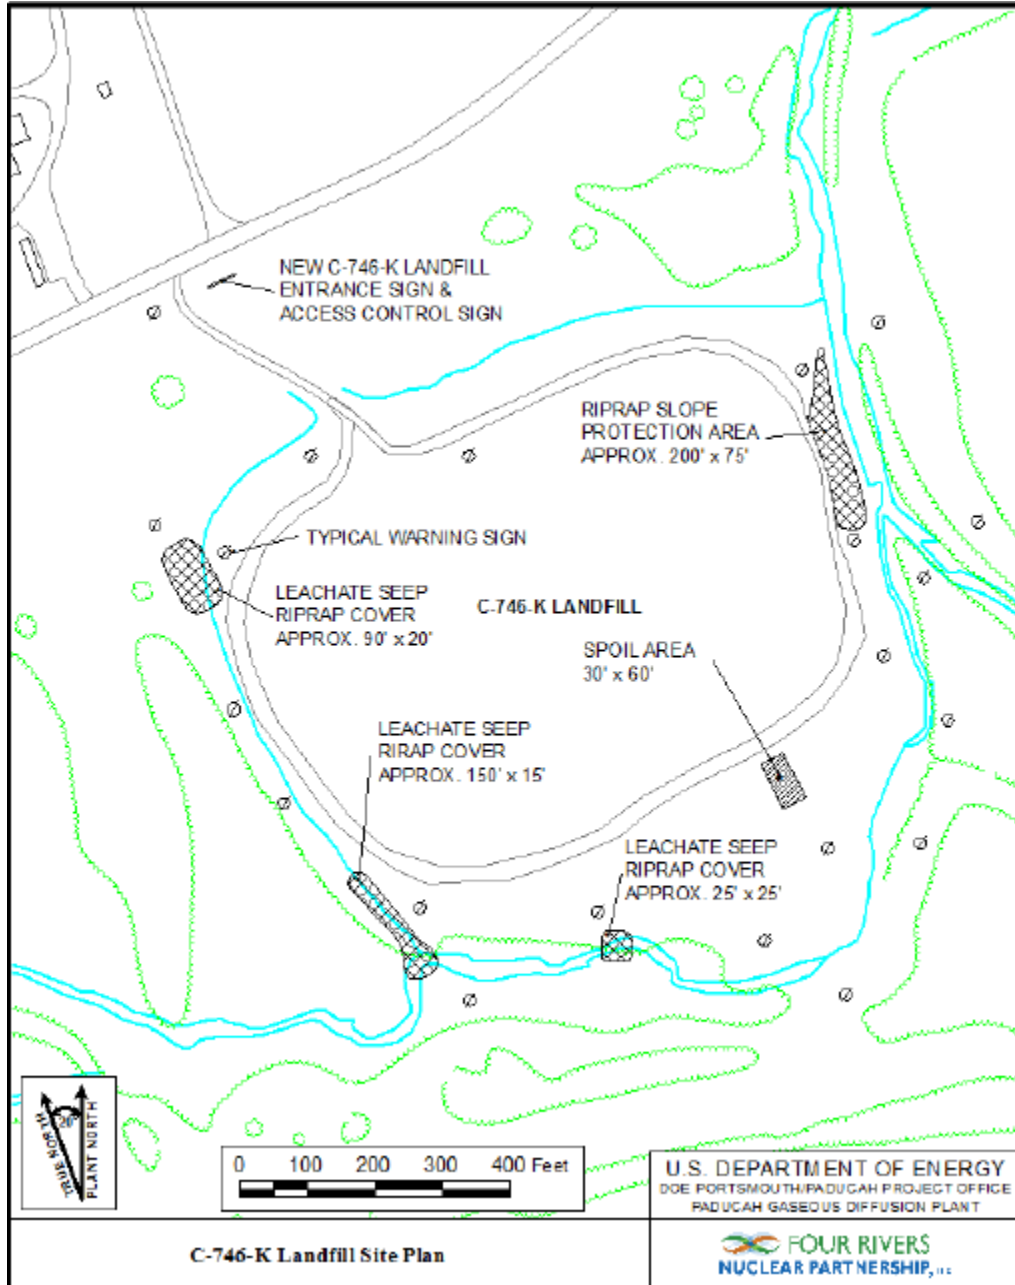 NEW C-746-K LANDFILL
ENTRANCE SIGN &
ACCESS CONTROL SIGN
RIPRAP SLOPE
PROTECTION AREA
APPROX. 200' x 75'
TYPICAL WARNING SIGN
LEACHATE SEEP
RIPRAP COVER
APPROX. 90' x 20'
C-746-K LANDFILL
SPOIL AREA
30' x 60'
LEACHATE SEEP
RIRAP COVER
APPROX. 150' x 15'
LEACHATE SEEP
RIPRAP COVER
APPROX. 25' x 25'
20°
TRUE NORTH
PLANT NORTH
0 100 200 300 400 Feet
U.S. DEPARTMENT OF ENERGY
DOE PORTSMOUTH/PADUCAH PROJECT OFFICE
PADUCAH GASEOUS DIFFUSION PLANT
C-746-K Landfill Site Plan
FOUR RIVERS
NUCLEAR PARTNERSHIP, LLC